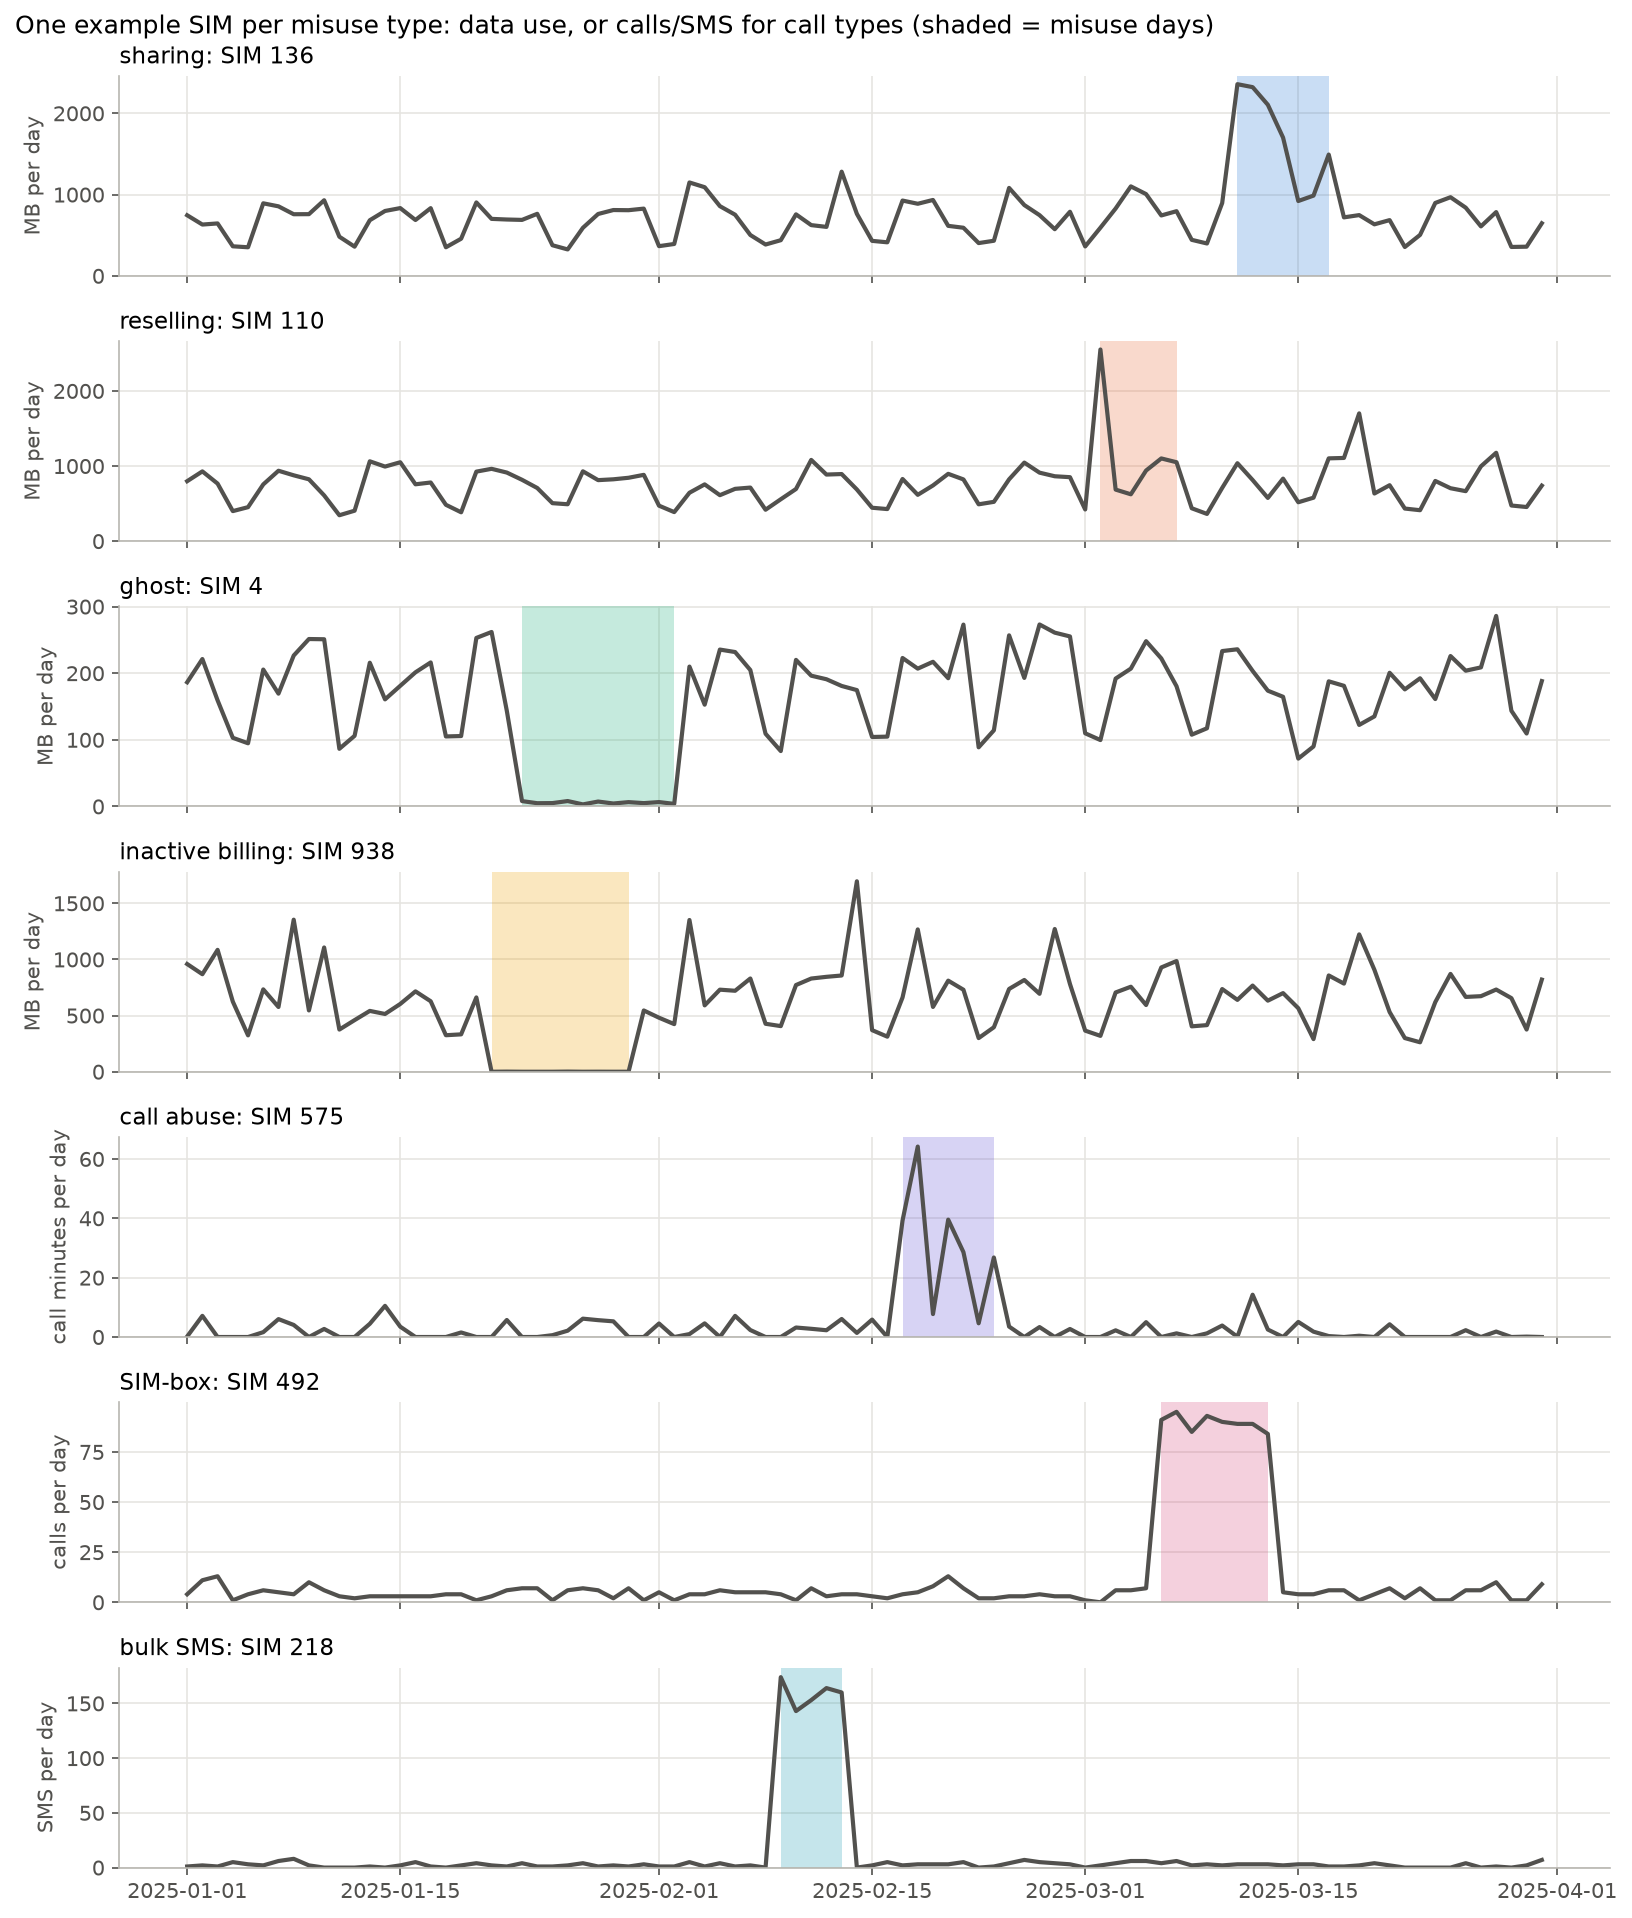 One example SIM per misuse type: data use, or calls/SMS for call types (shaded = misuse days)
sharing: SIM 136
MB per day
2000
1000
0
reselling: SIM 110
MB per day
2000
1000
0
ghost: SIM 4
MB per day
300
200
100
0
inactive billing: SIM 938
MB per day
1500
1000
500
0
call abuse: SIM 575
call minutes per day
60
40
20
0
SIM-box: SIM 492
calls per day
75
50
25
0
bulk SMS: SIM 218
SMS per day
150
100
50
0
2025-01-01 2025-01-15 2025-02-01 2025-02-15 2025-03-01 2025-03-15 2025-04-01